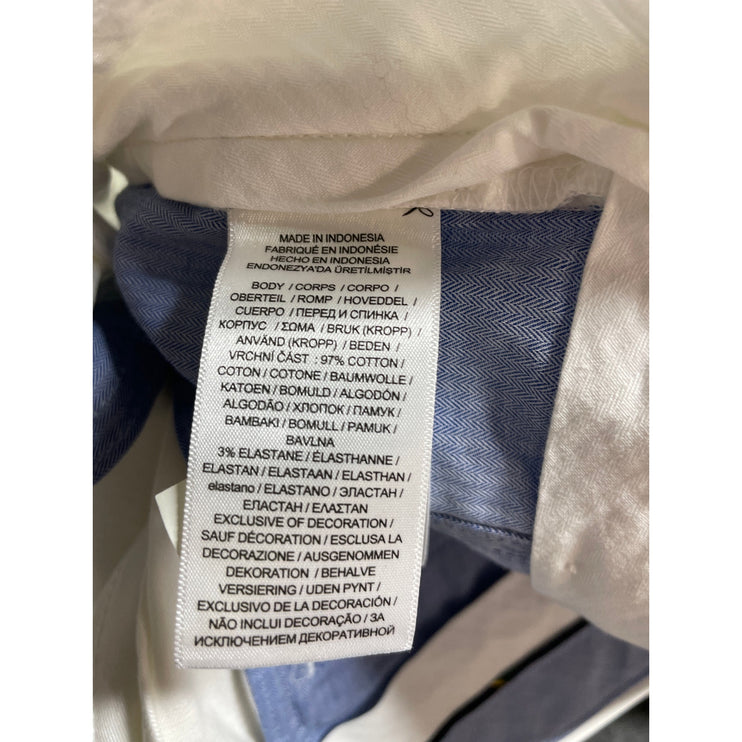 MADE IN INDONESIA
FABRIQUÉ EN INDONÉSIE
HECHO EN INDONESIA
ENDONEZYA'DA ÜRETİLMİŞTİR
BODY / CORPS / CORPO /
OBERTEIL / ROMP / HOVEDDEL /
CUERPO / ПЕРЕД И СПИНКА /
КОРПУС / ΣΩΜΑ / BRUK (KROPP) /
ANVÄND (KROPP) / BEDEN /
VRCHNÍ ČÁST : 97% COTTON /
COTON / COTONE / BAUMWOLLE /
KATOEN / BOMULD / ALGODÓN /
ALGODÃO / ХЛОПОК / ПАМУК /
BAMBAKI / BOMULL / PAMUK /
BAVLNA
3% ELASTANE / ÉLASTHANNE /
ELASTAN / ELASTAAN / ELASTHAN /
elastano / ELASTANO / ЭЛАСТАН /
ЕЛАСТАН / ΕΛΑΣΤΑΝ
EXCLUSIVE OF DECORATION /
SAUF DÉCORATION / ESCLUSA LA
DECORAZIONE / AUSGENOMMEN
DEKORATION / BEHALVE
VERSIERING / UDEN PYNT /
EXCLUSIVO DE LA DECORACIÓN /
NÃO INCLUI DECORAÇÃO / ЗА
ИСКЛЮЧЕНИЕМ ДЕКОРАТИВНОЙ